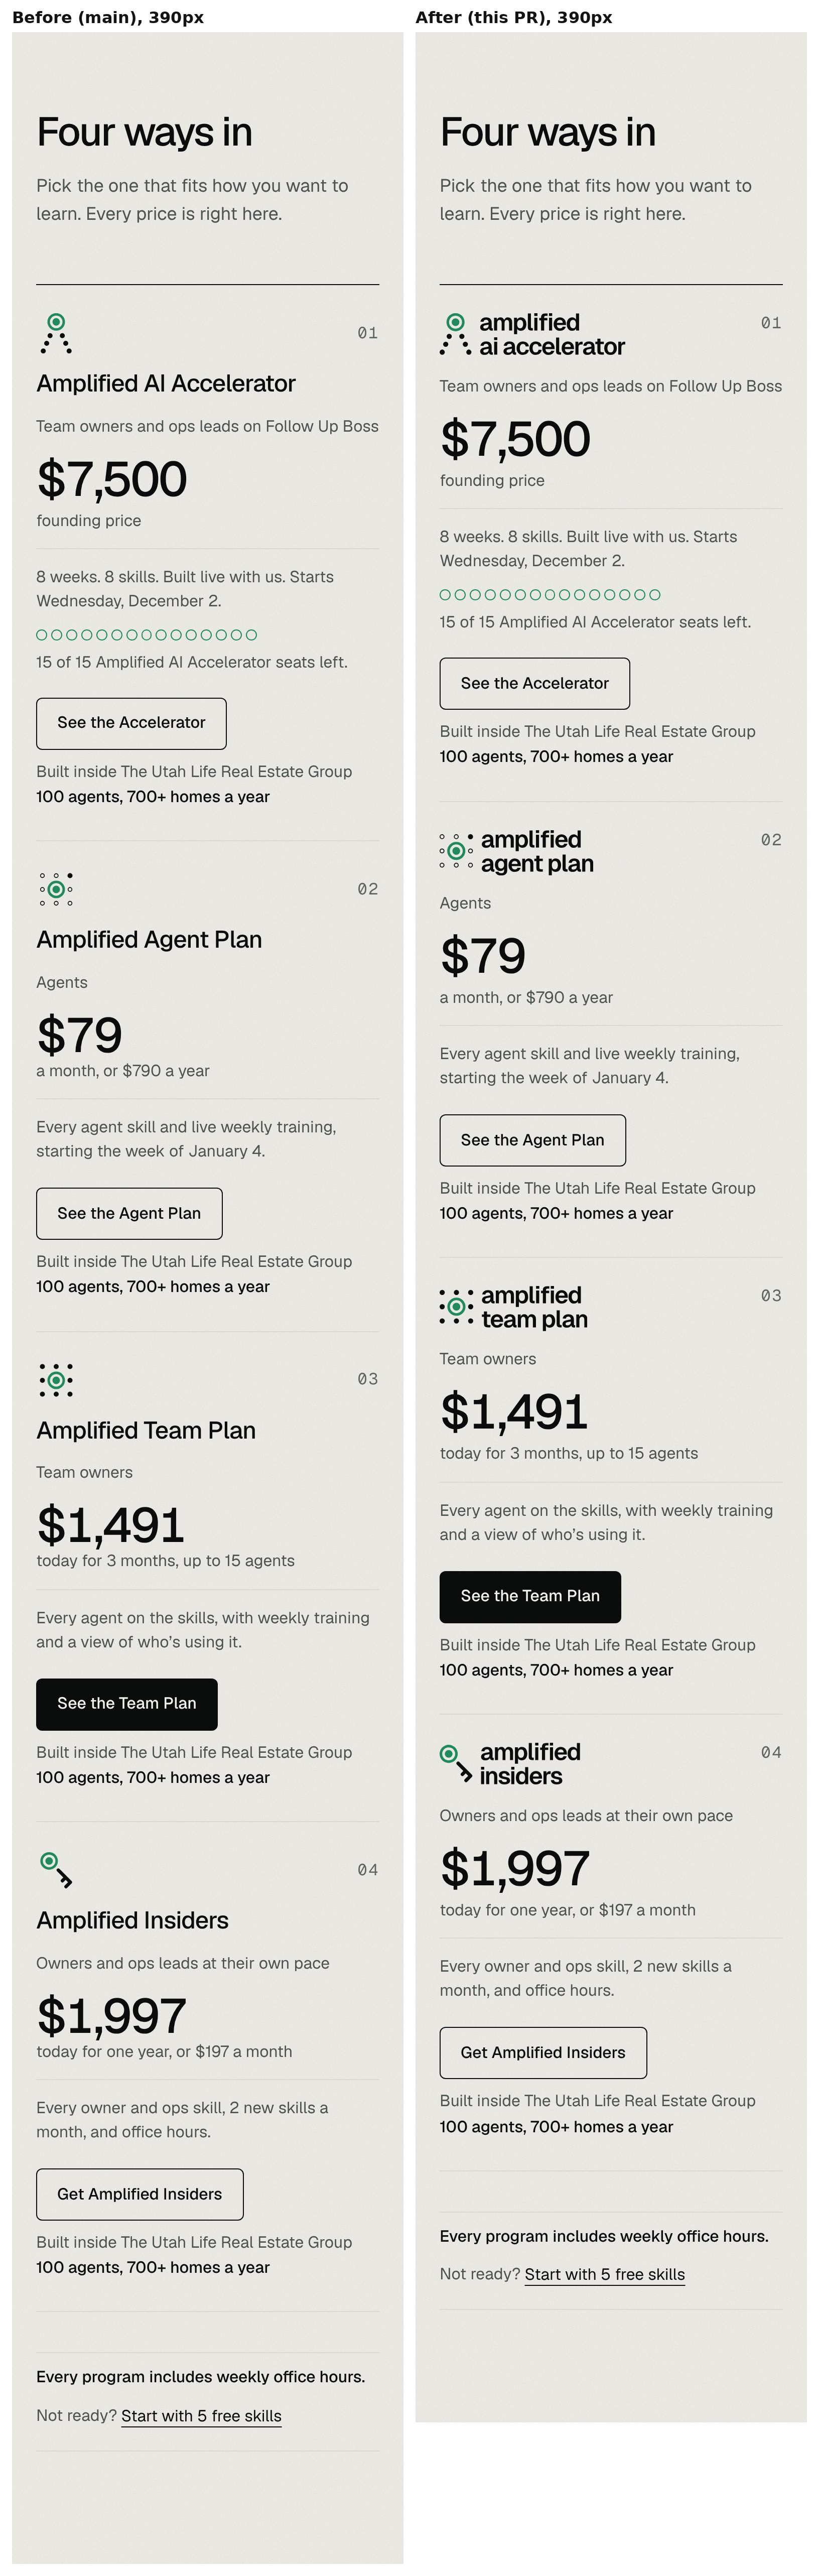 Before (main), 390px
Four ways in
Pick the one that fits how you want to
learn. Every price is right here.
01
Amplified AI Accelerator
Team owners and ops leads on Follow Up Boss
$7,500
founding price
8 weeks. 8 skills. Built live with us. Starts
Wednesday, December 2.
15 of 15 Amplified AI Accelerator seats left.
See the Accelerator
Built inside The Utah Life Real Estate Group
100 agents, 700+ homes a year
02
Amplified Agent Plan
Agents
$79
a month, or $790 a year
Every agent skill and live weekly training,
starting the week of January 4.
See the Agent Plan
Built inside The Utah Life Real Estate Group
100 agents, 700+ homes a year
03
Amplified Team Plan
Team owners
$1,491
today for 3 months, up to 15 agents
Every agent on the skills, with weekly training
and a view of who’s using it.
See the Team Plan
Built inside The Utah Life Real Estate Group
100 agents, 700+ homes a year
04
Amplified Insiders
Owners and ops leads at their own pace
$1,997
today for one year, or $197 a month
Every owner and ops skill, 2 new skills a
month, and office hours.
Get Amplified Insiders
Built inside The Utah Life Real Estate Group
100 agents, 700+ homes a year
Every program includes weekly office hours.
Not ready? Start with 5 free skills
After (this PR), 390px
Four ways in
Pick the one that fits how you want to
learn. Every price is right here.
amplified
ai accelerator
01
Team owners and ops leads on Follow Up Boss
$7,500
founding price
8 weeks. 8 skills. Built live with us. Starts
Wednesday, December 2.
15 of 15 Amplified AI Accelerator seats left.
See the Accelerator
Built inside The Utah Life Real Estate Group
100 agents, 700+ homes a year
amplified
agent plan
02
Agents
$79
a month, or $790 a year
Every agent skill and live weekly training,
starting the week of January 4.
See the Agent Plan
Built inside The Utah Life Real Estate Group
100 agents, 700+ homes a year
amplified
team plan
03
Team owners
$1,491
today for 3 months, up to 15 agents
Every agent on the skills, with weekly training
and a view of who’s using it.
See the Team Plan
Built inside The Utah Life Real Estate Group
100 agents, 700+ homes a year
amplified
insiders
04
Owners and ops leads at their own pace
$1,997
today for one year, or $197 a month
Every owner and ops skill, 2 new skills a
month, and office hours.
Get Amplified Insiders
Built inside The Utah Life Real Estate Group
100 agents, 700+ homes a year
Every program includes weekly office hours.
Not ready? Start with 5 free skills